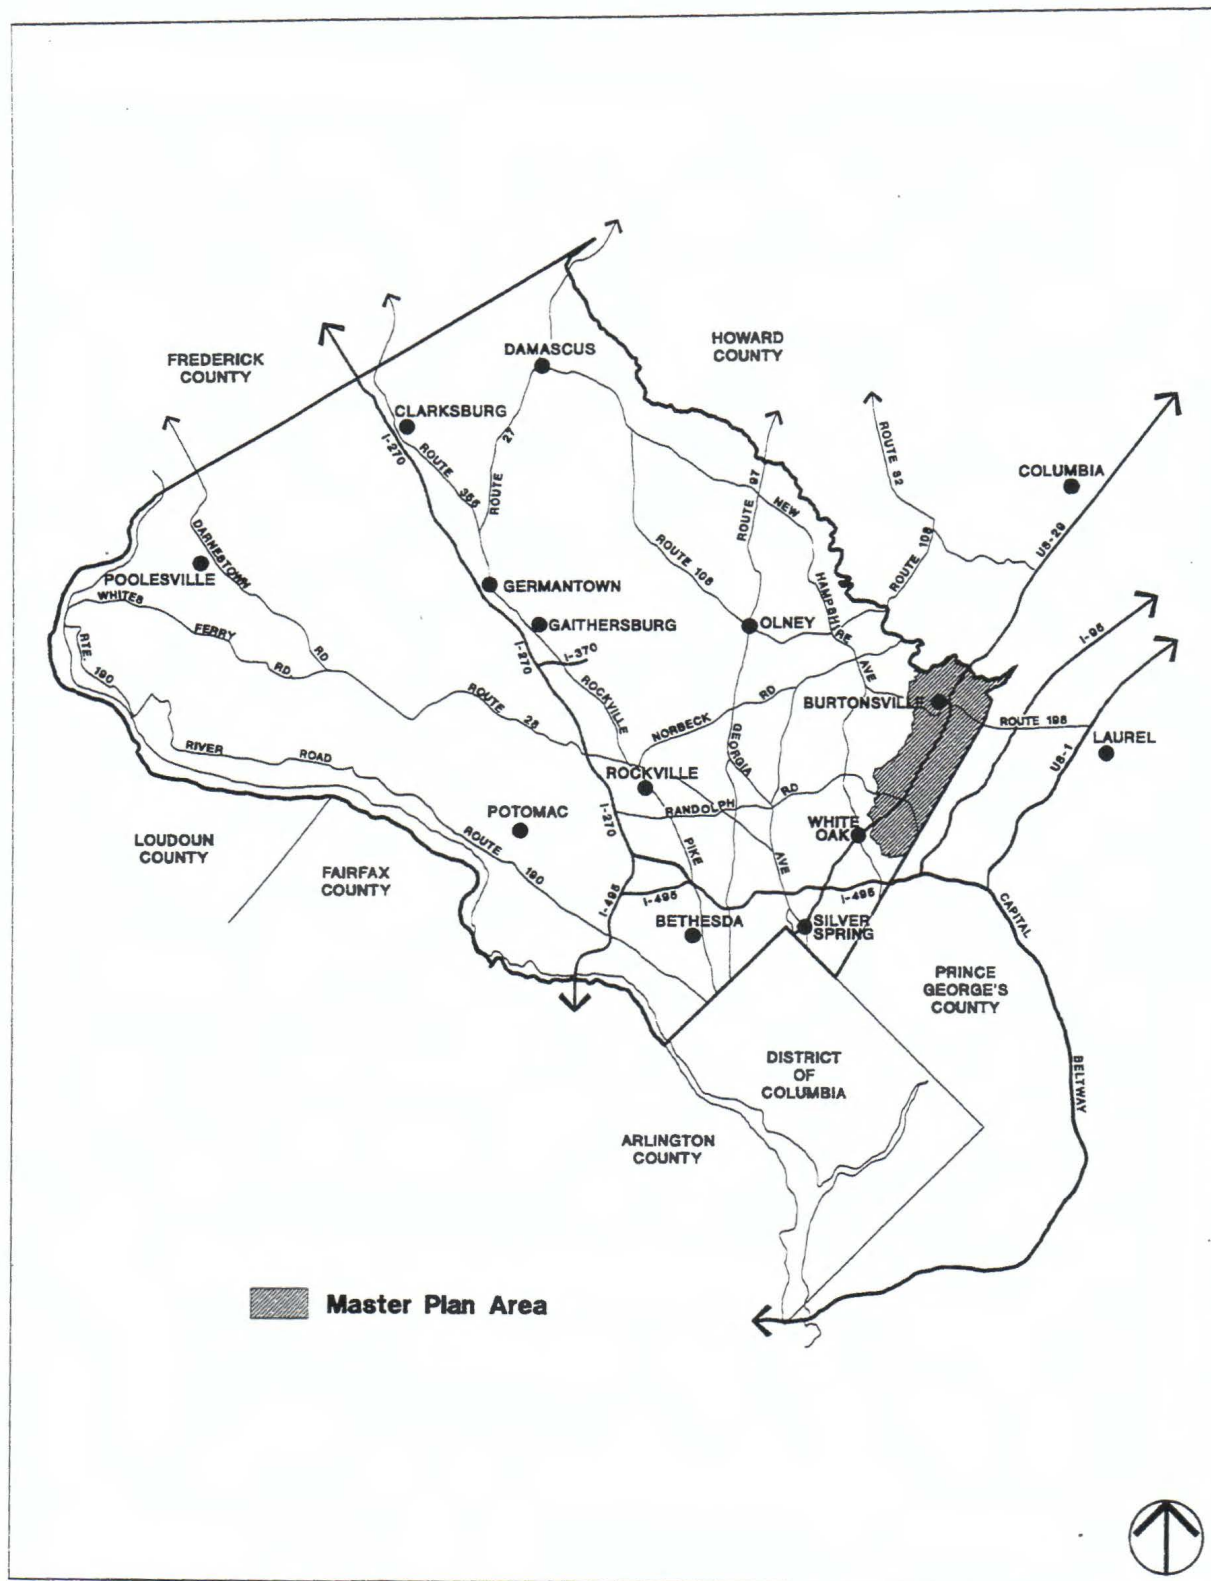 FREDERICK
COUNTY
HOWARD
COUNTY
DAMASCUS
CLARKSBURG
I-270
ROUTE 355
ROUTE 27
ROUTE 97
NEW
HAMPSHIRE
AVE
ROUTE 32
COLUMBIA
US-29
ROUTE 108
ROUTE 108
DARNESTOWN
RD
POOLESVILLE
WHITES
FERRY
RD
RTE. 190
GERMANTOWN
GAITHERSBURG
OLNEY
I-270
I-370
I-95
ROCKVILLE
PIKE
NORBECK RD
BURTONSVILLE
ROUTE 198
LAUREL
US-1
ROUTE 28
RIVER ROAD
GEORGIA
AVE
ROCKVILLE
RANDOLPH RD
POTOMAC
I-270
WHITE
OAK
LOUDOUN
COUNTY
FAIRFAX
COUNTY
ROUTE 190
I-495
I-495
I-495
BETHESDA
SILVER
SPRING
CAPITAL
BELTWAY
PRINCE
GEORGE'S
COUNTY
DISTRICT
OF
COLUMBIA
ARLINGTON
COUNTY
Master Plan Area